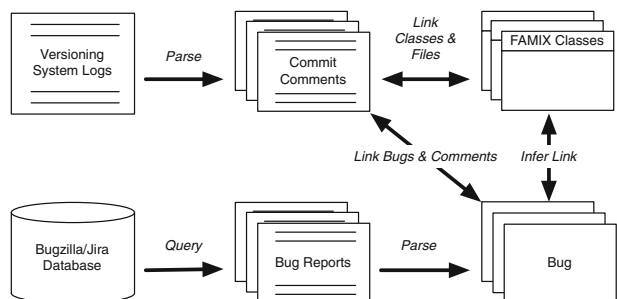 Versioning
System Logs
Parse
Commit
Comments
Link
Classes &
Files
FAMIX Classes
Link Bugs & Comments
Infer Link
Bugzilla/Jira
Database
Query
Bug Reports
Parse
Bug